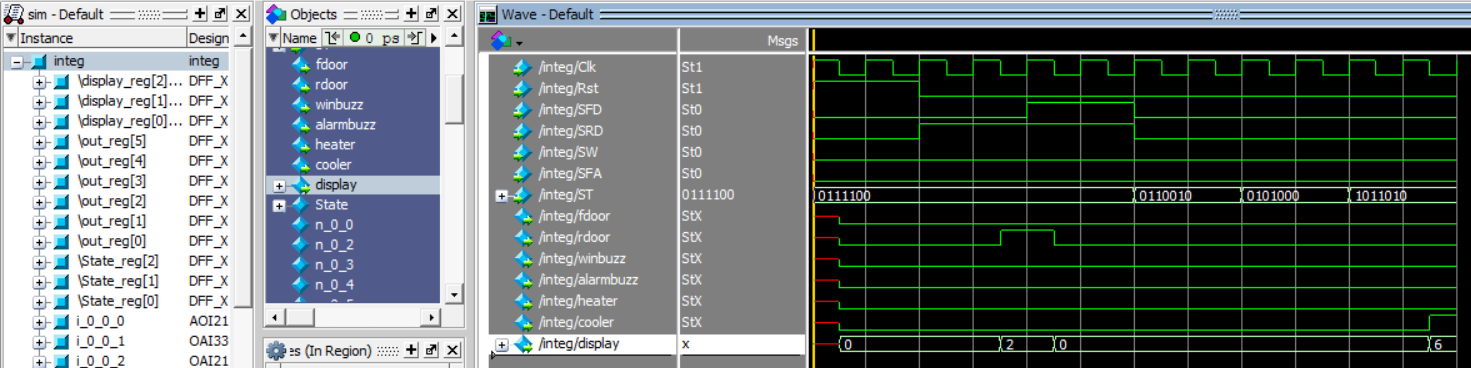 sim - Default
Instance
Design
integ
integ
\display_reg[2]...
DFF_X
\display_reg[1]...
DFF_X
\display_reg[0]...
DFF_X
\out_reg[5]
DFF_X
\out_reg[4]
DFF_X
\out_reg[3]
DFF_X
\out_reg[2]
DFF_X
\out_reg[1]
DFF_X
\out_reg[0]
DFF_X
\State_reg[2]
DFF_X
\State_reg[1]
DFF_X
\State_reg[0]
DFF_X
i_0_0_0
AOI21
i_0_0_1
OAI33
i_0_0_2
OAI21
Objects
Name
0 ps
fdoor
rdoor
winbuzz
alarmbuzz
heater
cooler
display
State
n_0_0
n_0_2
n_0_3
n_0_4
es (In Region)
Wave - Default
Msgs
/integ/Clk
St1
/integ/Rst
St1
/integ/SFD
St0
/integ/SRD
St0
/integ/SW
St0
/integ/SFA
St0
/integ/ST
0111100
0111100
0110010
0101000
1011010
/integ/fdoor
StX
/integ/rdoor
StX
/integ/winbuzz
StX
/integ/alarmbuzz
StX
/integ/heater
StX
/integ/cooler
StX
/integ/display
x
0
2
0
6